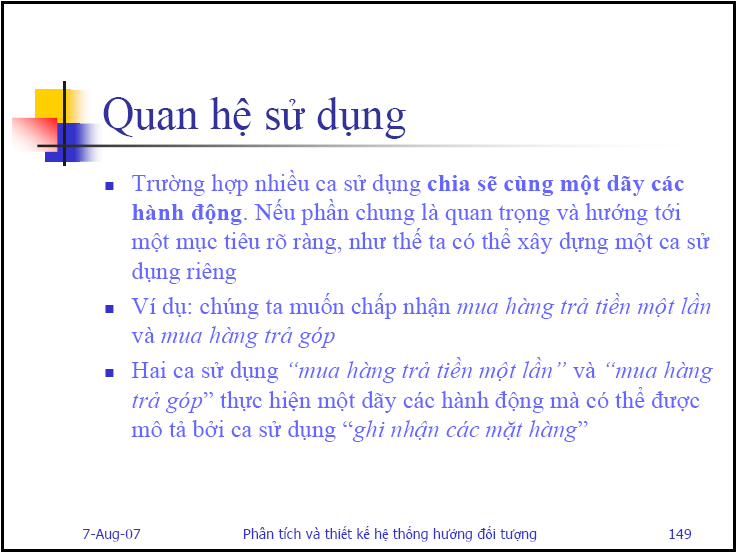 Quan hệ sử dụng
Trường hợp nhiều ca sử dụng chia sẽ cùng một dãy các
hành động. Nếu phần chung là quan trọng và hướng tới
một mục tiêu rõ ràng, như thế ta có thể xây dựng một ca sử
dụng riêng
Ví dụ: chúng ta muốn chấp nhận mua hàng trả tiền một lần
và mua hàng trả góp
Hai ca sử dụng “mua hàng trả tiền một lần” và “mua hàng
trả góp” thực hiện một dãy các hành động mà có thể được
mô tả bởi ca sử dụng “ghi nhận các mặt hàng”
7-Aug-07 Phân tích và thiết kế hệ thống hướng đối tượng 149